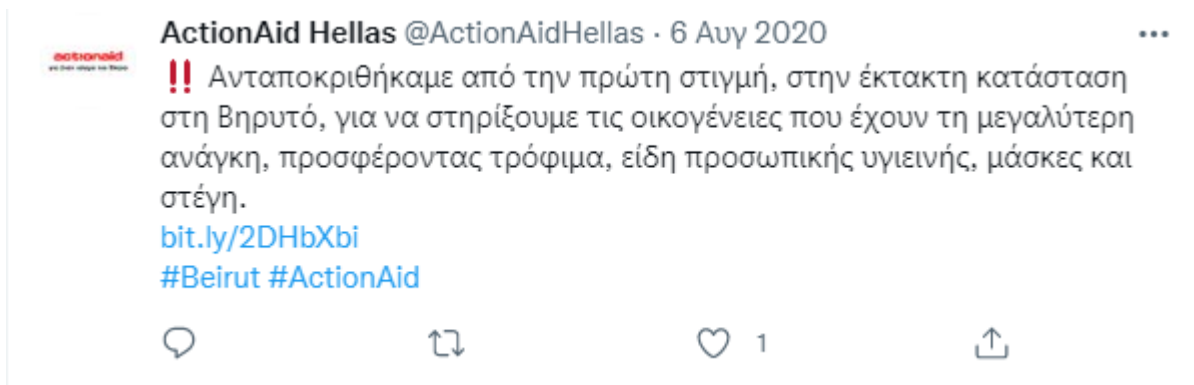 ActionAid Hellas @ActionAidHellas · 6 Αυγ 2020
actionaid
‼ Ανταποκριθήκαμε από την πρώτη στιγμή, στην έκτακτη κατάσταση
στη Βηρυτό, για να στηρίξουμε τις οικογένειες που έχουν τη μεγαλύτερη
ανάγκη, προσφέροντας τρόφιμα, είδη προσωπικής υγιεινής, μάσκες και
στέγη.
bit.ly/2DHbXbi
#Beirut #ActionAid
1